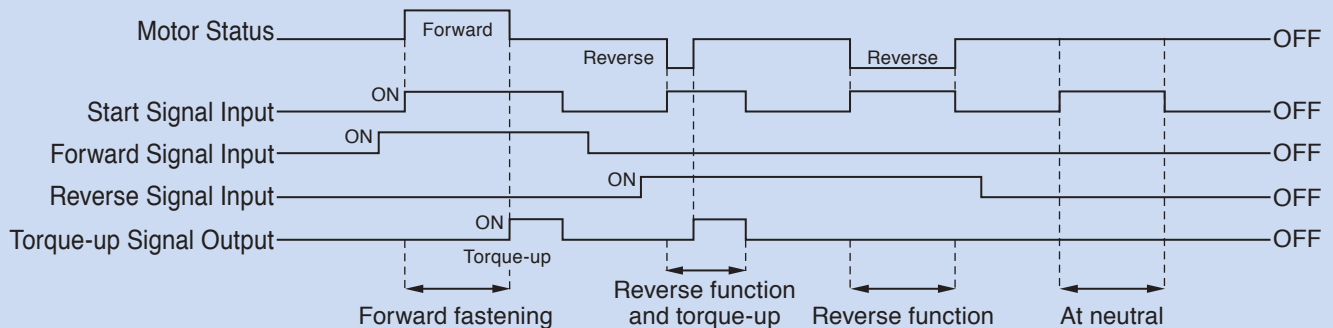 Motor Status
Forward
Reverse
Reverse
OFF
Start Signal Input
ON
OFF
Forward Signal Input
ON
OFF
Reverse Signal Input
ON
OFF
Torque-up Signal Output
ON
OFF
Torque-up
Forward fastening
Reverse function
and torque-up
Reverse function
At neutral